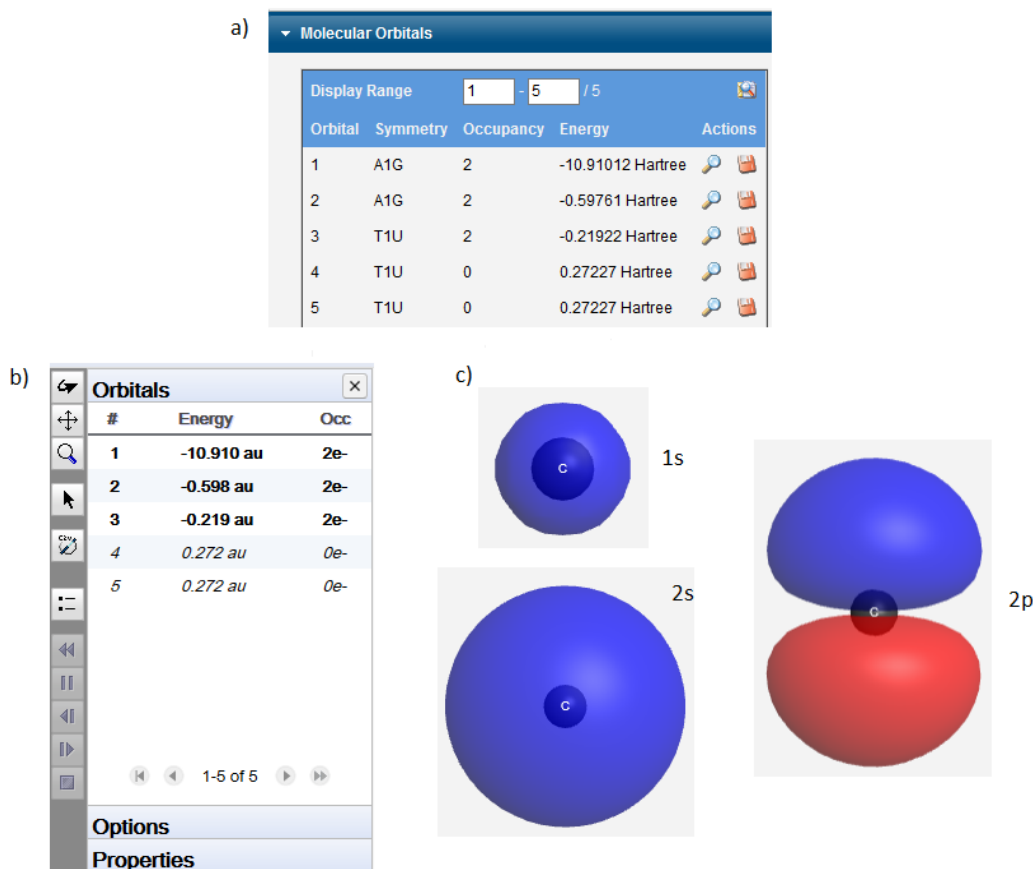 a)
Molecular Orbitals
Display Range 1 - 5 / 5
Orbital Symmetry Occupancy Energy Actions
1 A1G 2 -10.91012 Hartree
2 A1G 2 -0.59761 Hartree
3 T1U 2 -0.21922 Hartree
4 T1U 0 0.27227 Hartree
5 T1U 0 0.27227 Hartree
b)
Orbitals
# Energy Occ
1 -10.910 au 2e-
2 -0.598 au 2e-
3 -0.219 au 2e-
4 0.272 au 0e-
5 0.272 au 0e-
1-5 of 5
Options
Properties
c)
C
1s
C
2s
C
2p